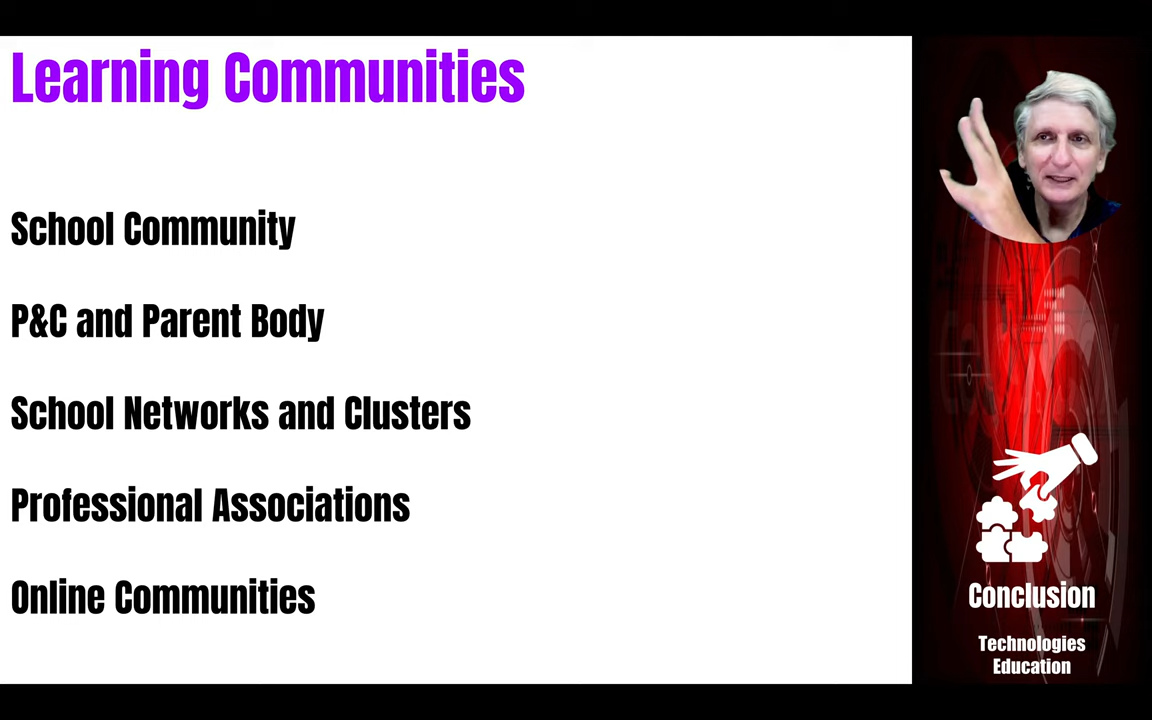 Learning Communities
School Community
P&C and Parent Body
School Networks and Clusters
Professional Associations
Online Communities
Conclusion
Technologies
Education